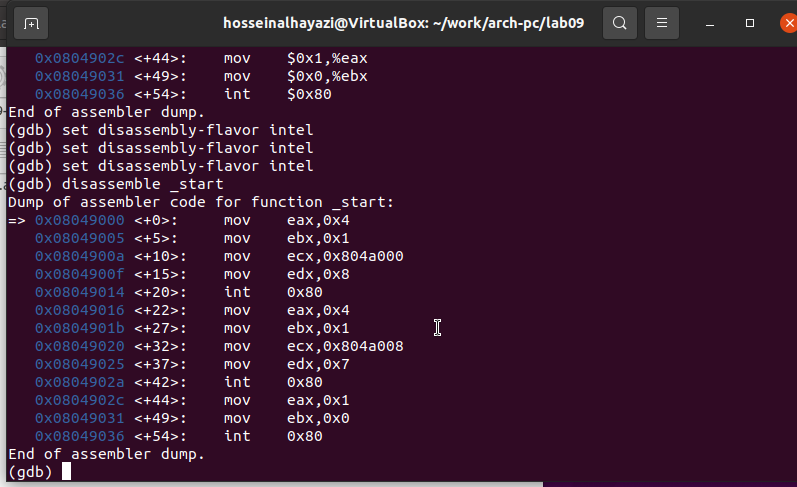 hosseinalhayazi@VirtualBox: ~/work/arch-pc/lab09
0x0804902c <+44>: mov $0x1,%eax
0x08049031 <+49>: mov $0x0,%ebx
0x08049036 <+54>: int $0x80
End of assembler dump.
(gdb) set disassembly-flavor intel
(gdb) set disassembly-flavor intel
(gdb) set disassembly-flavor intel
(gdb) disassemble _start
Dump of assembler code for function _start:
=> 0x08049000 <+0>: mov eax,0x4
0x08049005 <+5>: mov ebx,0x1
0x0804900a <+10>: mov ecx,0x804a000
0x0804900f <+15>: mov edx,0x8
0x08049014 <+20>: int 0x80
0x08049016 <+22>: mov eax,0x4
0x0804901b <+27>: mov ebx,0x1
0x08049020 <+32>: mov ecx,0x804a008
0x08049025 <+37>: mov edx,0x7
0x0804902a <+42>: int 0x80
0x0804902c <+44>: mov eax,0x1
0x08049031 <+49>: mov ebx,0x0
0x08049036 <+54>: int 0x80
End of assembler dump.
(gdb)